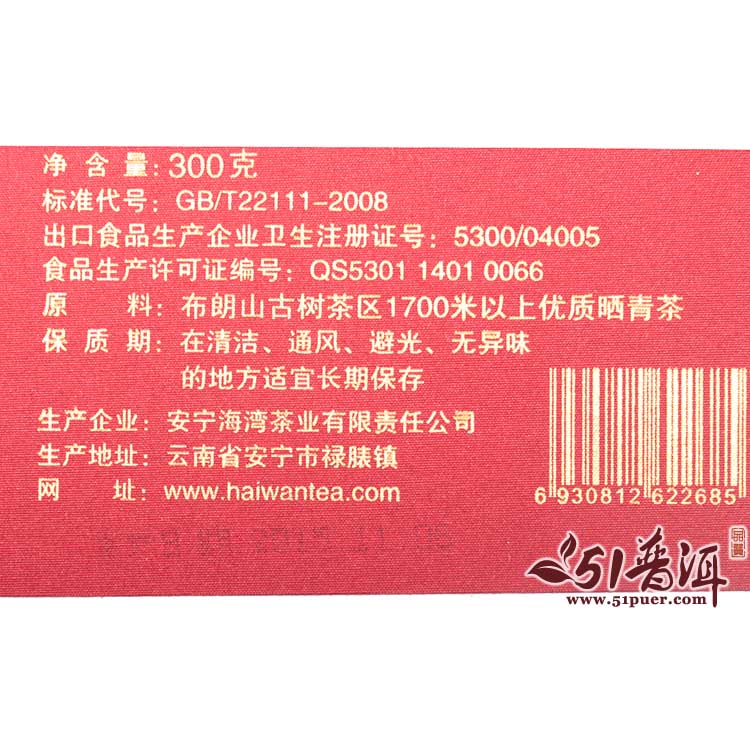 净含量：300克
标准代号：GB/T22111-2008
出口食品生产企业卫生注册证号：5300/04005
食品生产许可证编号：QS5301 1401 0066
原料：布朗山古树茶区1700米以上优质晒青茶
保质期：在清洁、通风、避光、无异味
的地方适宜长期保存
生产企业：安宁海湾茶业有限责任公司
生产地址：云南省安宁市禄脿镇
网址：www.haiwantea.com
6 930812 622685
51普洱
www.51puer.com